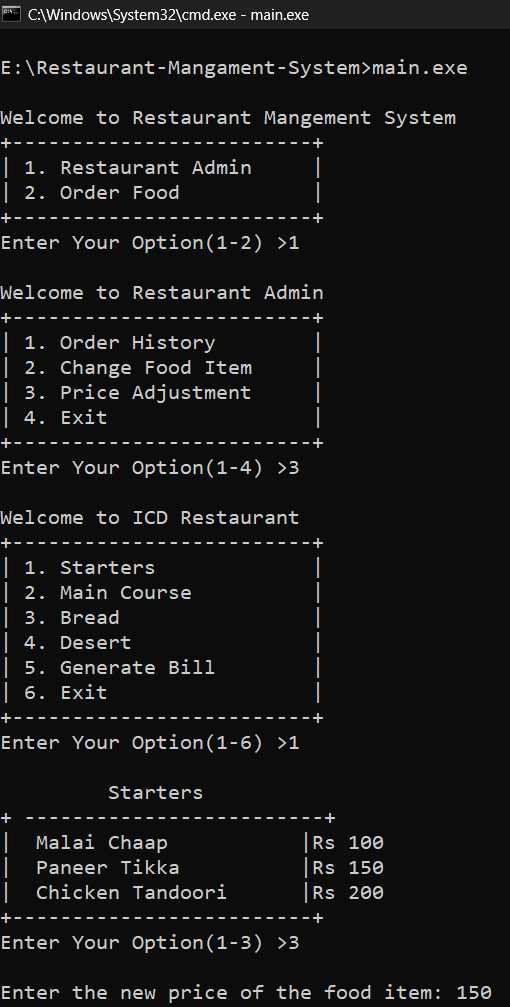 C:\Windows\System32\cmd.exe - main.exe
E:\Restaurant-Mangament-System>main.exe
Welcome to Restaurant Mangement System
+-------------------------+
| 1. Restaurant Admin     |
| 2. Order Food           |
+-------------------------+
Enter Your Option(1-2) >1
Welcome to Restaurant Admin
+-------------------------+
| 1. Order History        |
| 2. Change Food Item     |
| 3. Price Adjustment     |
| 4. Exit                 |
+-------------------------+
Enter Your Option(1-4) >3
Welcome to ICD Restaurant
+-------------------------+
| 1. Starters             |
| 2. Main Course          |
| 3. Bread                |
| 4. Desert               |
| 5. Generate Bill        |
| 6. Exit                 |
+-------------------------+
Enter Your Option(1-6) >1
         Starters
+ -------------------------+
|  Malai Chaap           |Rs 100
|  Paneer Tikka          |Rs 150
|  Chicken Tandoori      |Rs 200
+-------------------------+
Enter Your Option(1-3) >3
Enter the new price of the food item: 150